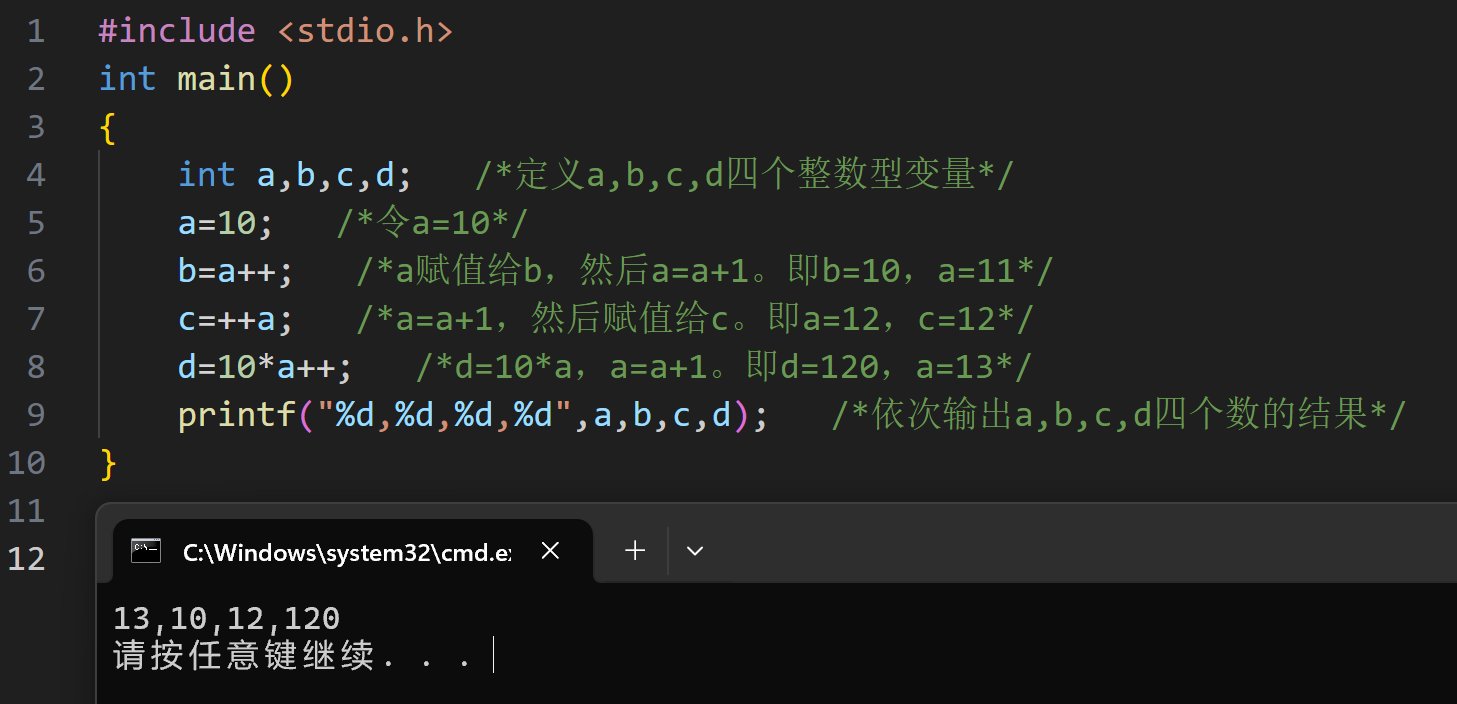 1 #include <stdio.h>
2 int main()
3 {
4     int a,b,c,d;   /*定义a,b,c,d四个整数型变量*/
5     a=10;   /*令a=10*/
6     b=a++;   /*a赋值给b，然后a=a+1。即b=10，a=11*/
7     c=++a;   /*a=a+1，然后赋值给c。即a=12，c=12*/
8     d=10*a++;   /*d=10*a，a=a+1。即d=120，a=13*/
9     printf("%d,%d,%d,%d",a,b,c,d);   /*依次输出a,b,c,d四个数的结果*/
10 }
11
12
C:\Windows\system32\cmd.e
13,10,12,120
请按任意键继续. . .